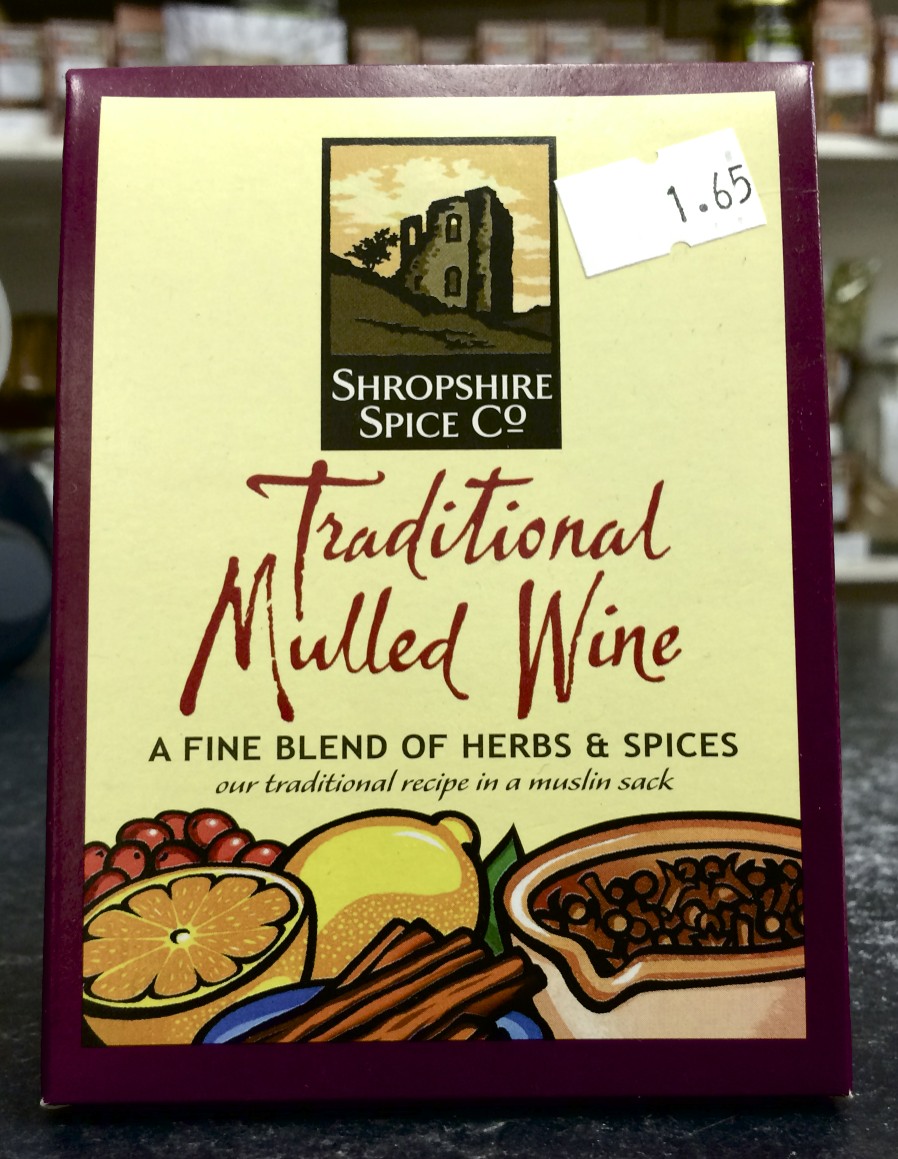 1.65
SHROPSHIRE
SPICE Cº
Traditional
Mulled Wine
A FINE BLEND OF HERBS & SPICES
our traditional recipe in a muslin sack